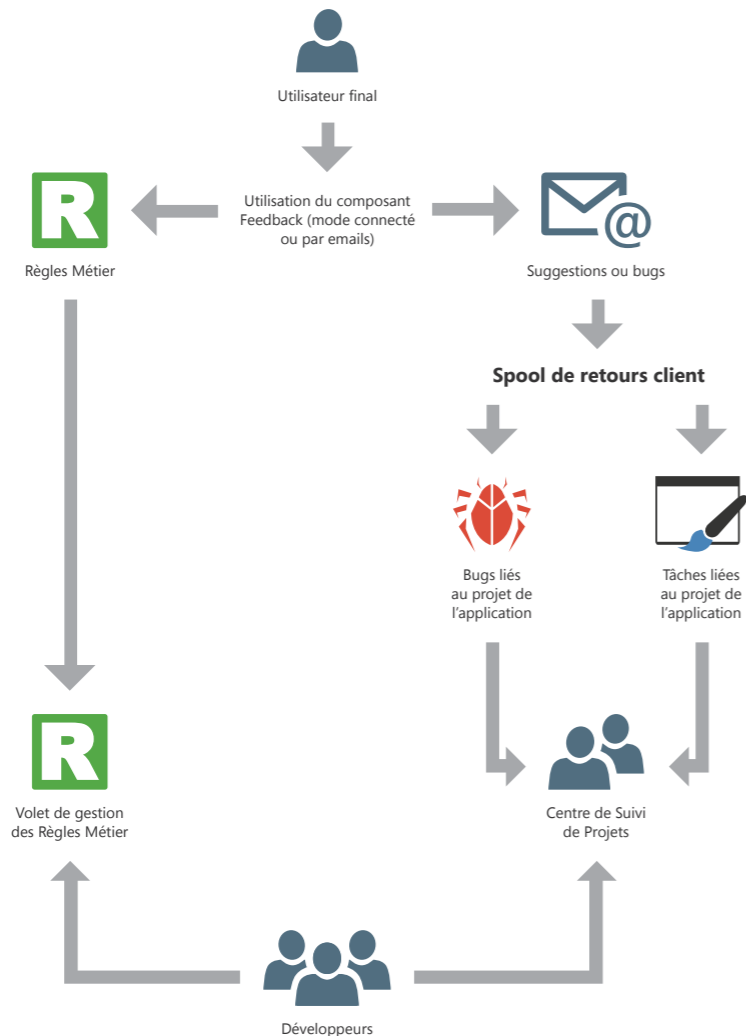 Utilisateur final
Utilisation du composant
Feedback (mode connecté
ou par emails)
R
Règles Métier
@
Suggestions ou bugs
Spool de retours client
Bugs liés
au projet de
l'application
Tâches liées
au projet de
l'application
R
Volet de gestion
des Règles Métier
Centre de Suivi
de Projets
Développeurs